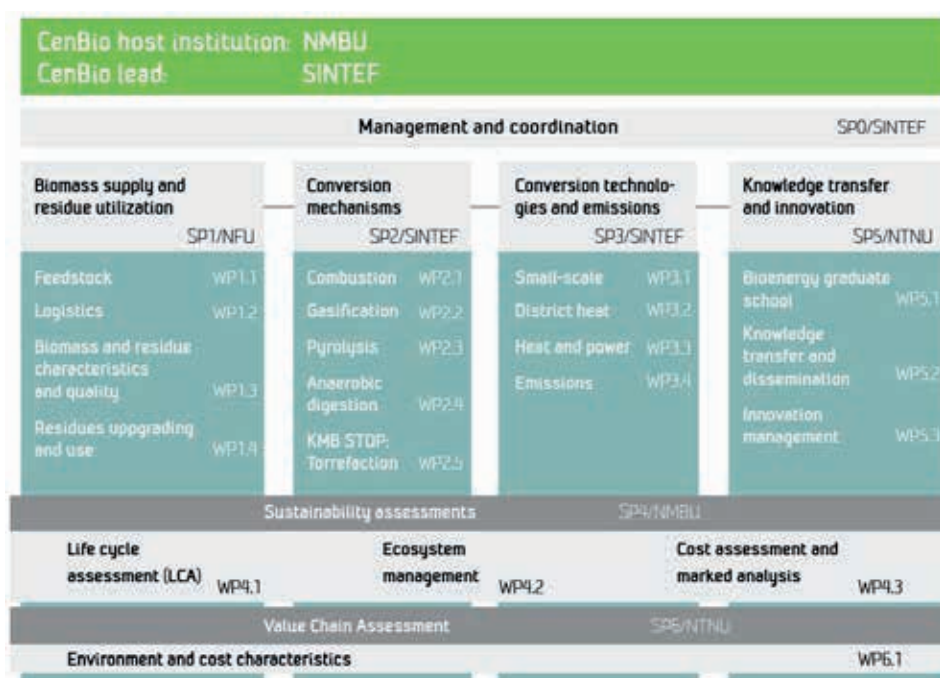 CenBio host institution: NMBU
CenBio lead: SINTEF
Management and coordination SP0/SINTEF
Biomass supply and
residue utilization
SP1/NFLI
Conversion
mechanisms
SP2/SINTEF
Conversion technolo-
gies and emissions
SP3/SINTEF
Knowledge transfer
and innovation
SP5/NTNU
Feedstock WP1.1
Logistics WP1.2
Biomass and residue
characteristics
and quality WP1.3
Residues uppgrading
and use WP1.4
Combustion WP2.1
Gasification WP2.2
Pyrolysis WP2.3
Anaerobic
digestion WP2.4
KMB STOP:
Torrefaction WP2.5
Small-scale WP3.1
District heat WP3.2
Heat and power WP3.3
Emissions WP3.4
Bioenergy graduate
school WP5.1
Knowledge
transfer and
dissemination WP5.2
Innovation
management WP5.3
Sustainability assessments SP4/NMBU
Life cycle
assessment (LCA) WP4.1
Ecosystem
management WP4.2
Cost assessment and
marked analysis WP4.3
Value Chain Assessment SP6/NTNU
Environment and cost characteristics WP6.1